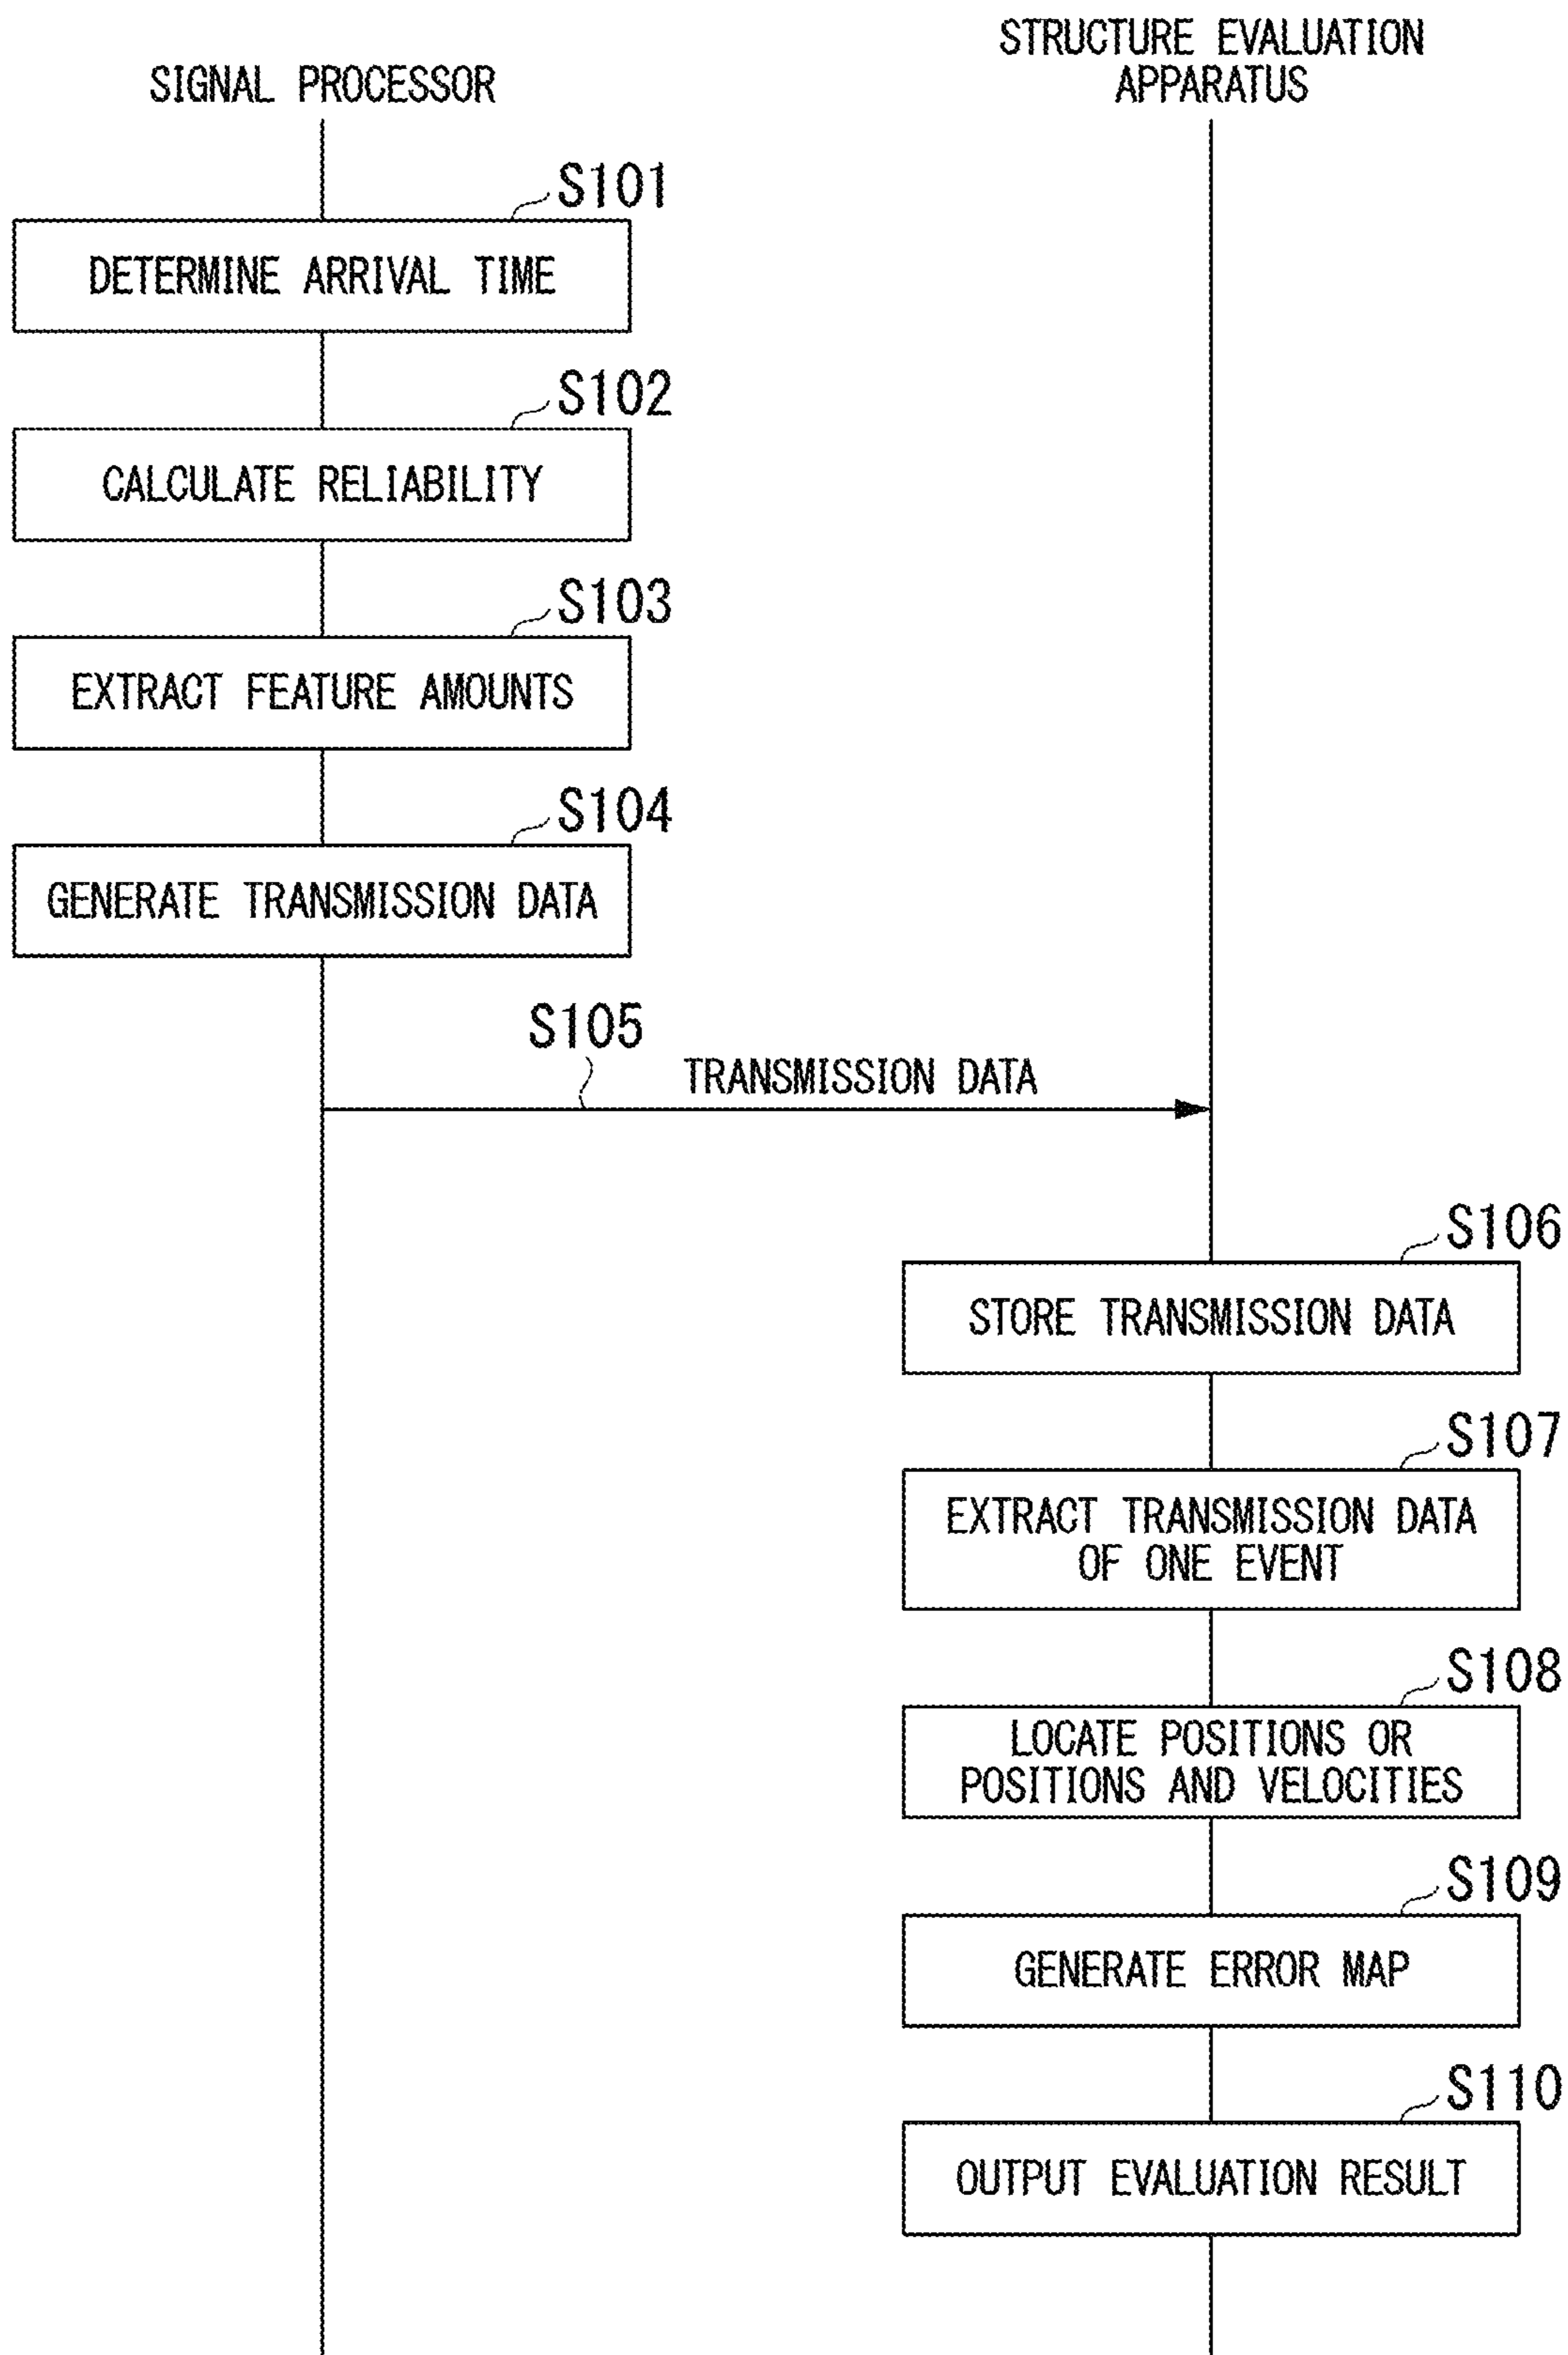 SIGNAL PROCESSOR
STRUCTURE EVALUATION
APPARATUS
S101
DETERMINE ARRIVAL TIME
S102
CALCULATE RELIABILITY
S103
EXTRACT FEATURE AMOUNTS
S104
GENERATE TRANSMISSION DATA
S105
TRANSMISSION DATA
S106
STORE TRANSMISSION DATA
S107
EXTRACT TRANSMISSION DATA
OF ONE EVENT
S108
LOCATE POSITIONS OR
POSITIONS AND VELOCITIES
S109
GENERATE ERROR MAP
S110
OUTPUT EVALUATION RESULT